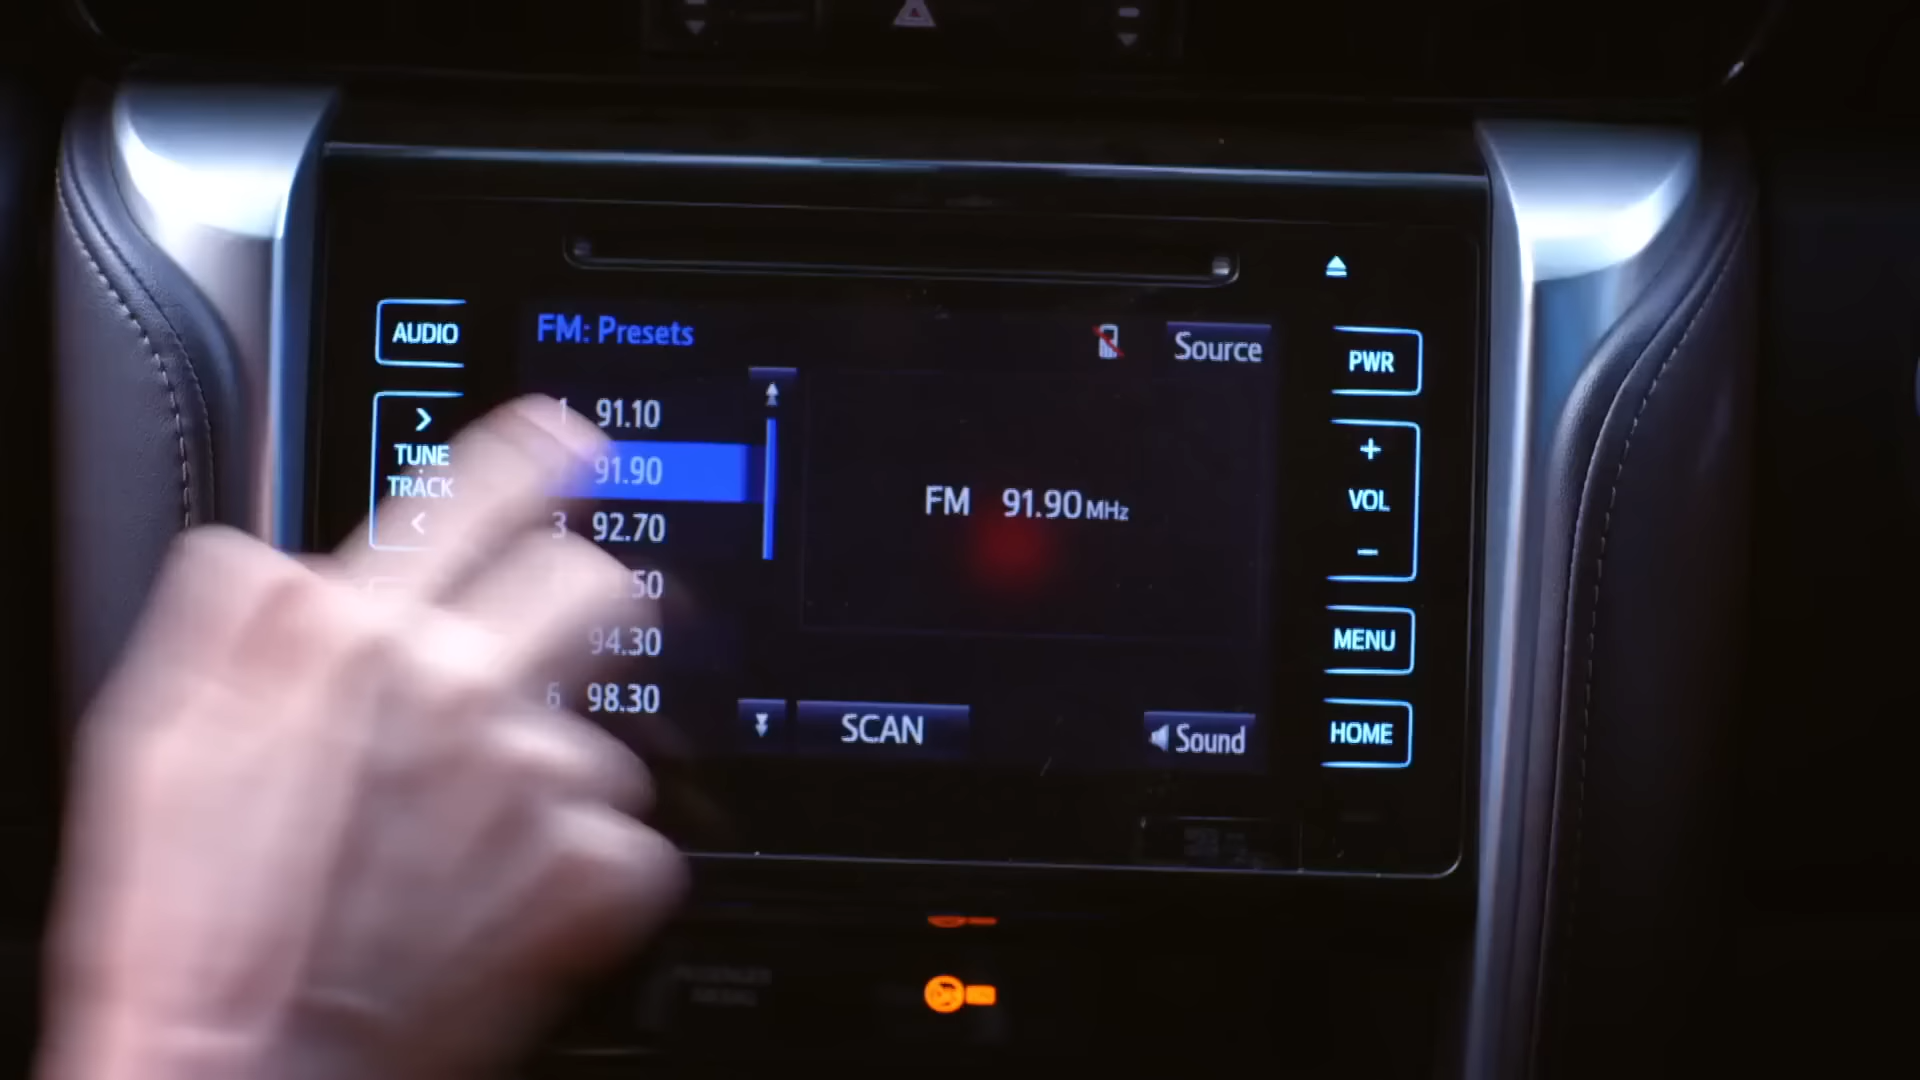 FM: Presets
Source
AUDIO
PWR
1 91.10
91.90
TUNE
TRACK
3 92.70
.50
94.30
6 98.30
FM 91.90 MHz
+
VOL
−
MENU
SCAN
Sound
HOME